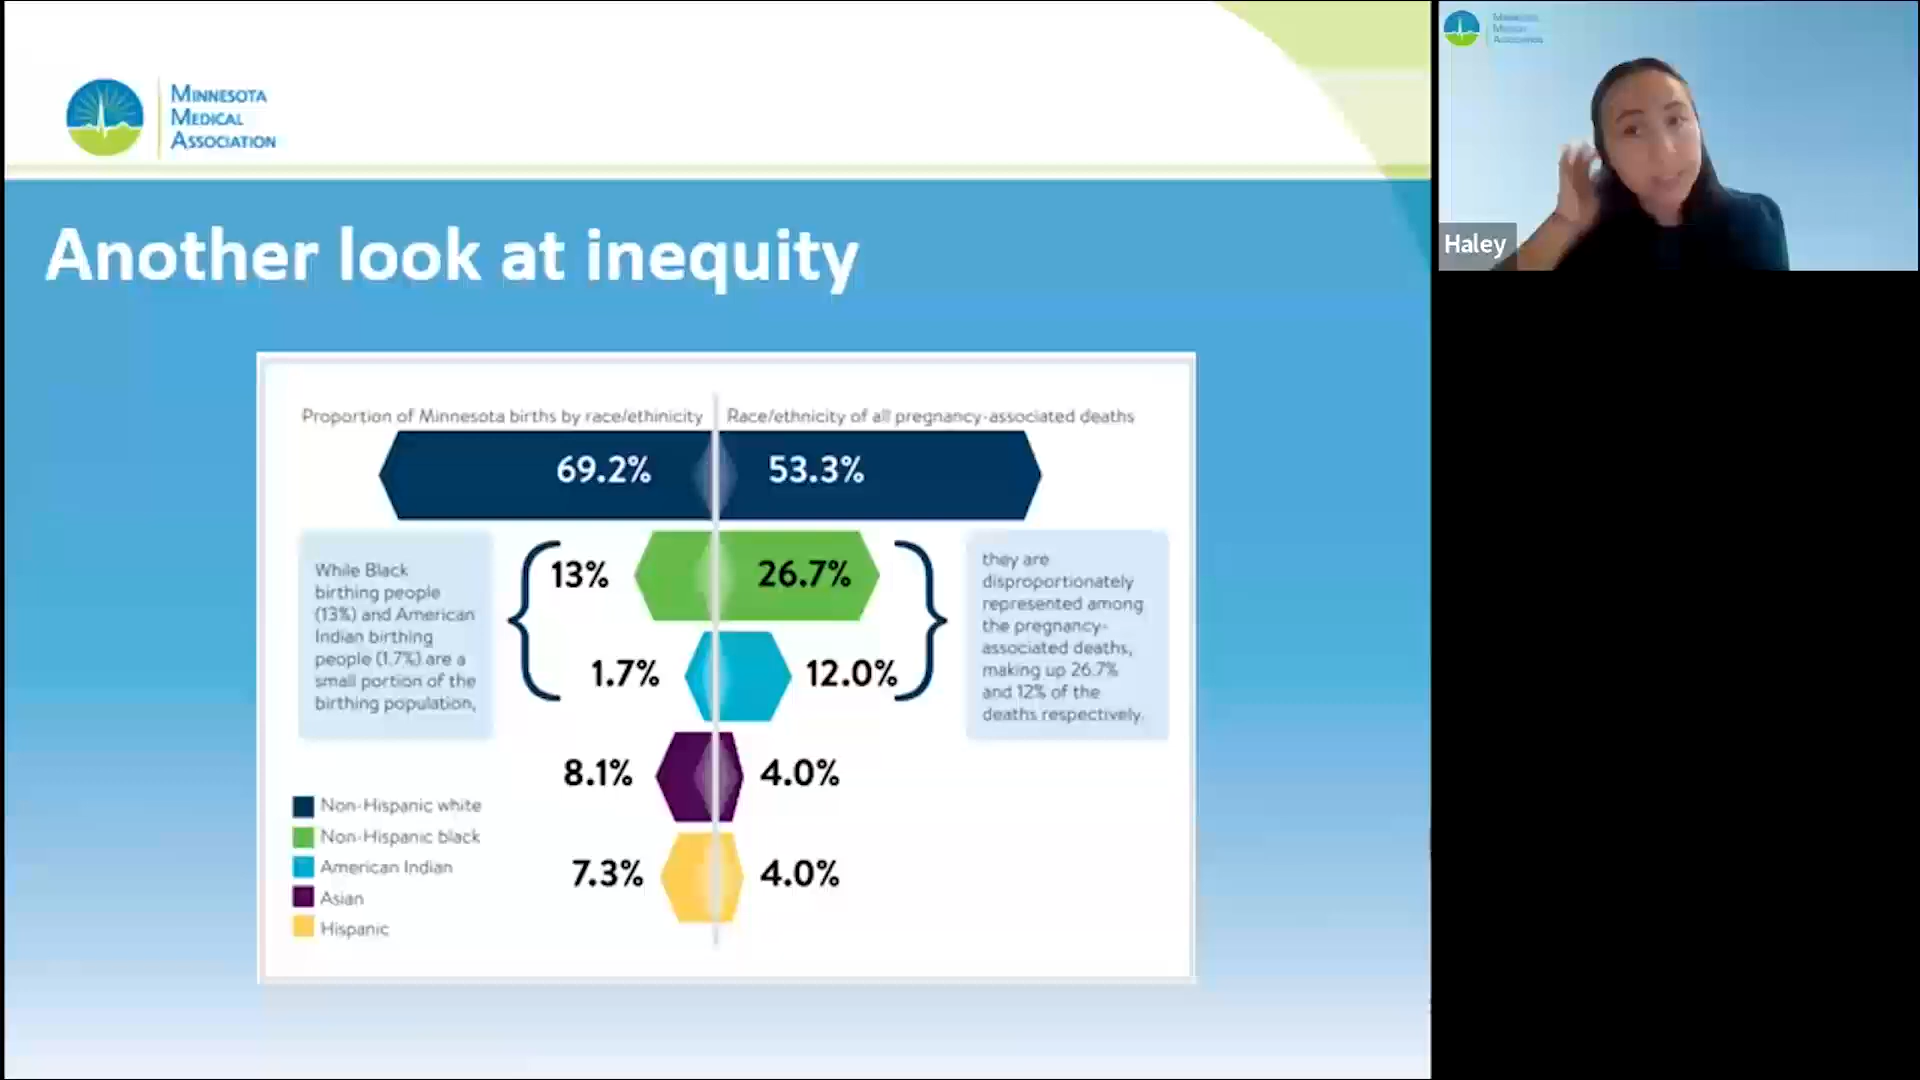 MINNESOTA
MEDICAL
ASSOCIATION
Another look at inequity
Proportion of Minnesota births by race/ethinicity
Race/ethnicity of all pregnancy-associated deaths
69.2%
53.3%
While Black
birthing people
(13%) and American
Indian birthing
people (1.7%) are a
small portion of the
birthing population,
13%
26.7%
1.7%
12.0%
they are
disproportionately
represented among
the pregnancy-
associated deaths,
making up 26.7%
and 12% of the
deaths respectively.
8.1%
4.0%
7.3%
4.0%
Non-Hispanic white
Non-Hispanic black
American Indian
Asian
Hispanic
Minnesota
Medical
Association
Haley